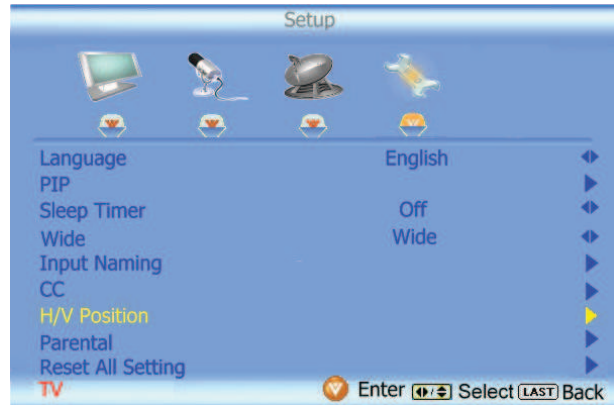 Setup
Language English
PIP
Sleep Timer Off
Wide Wide
Input Naming
CC
H/V Position
Parental
Reset All Setting
TV Enter Select LAST Back